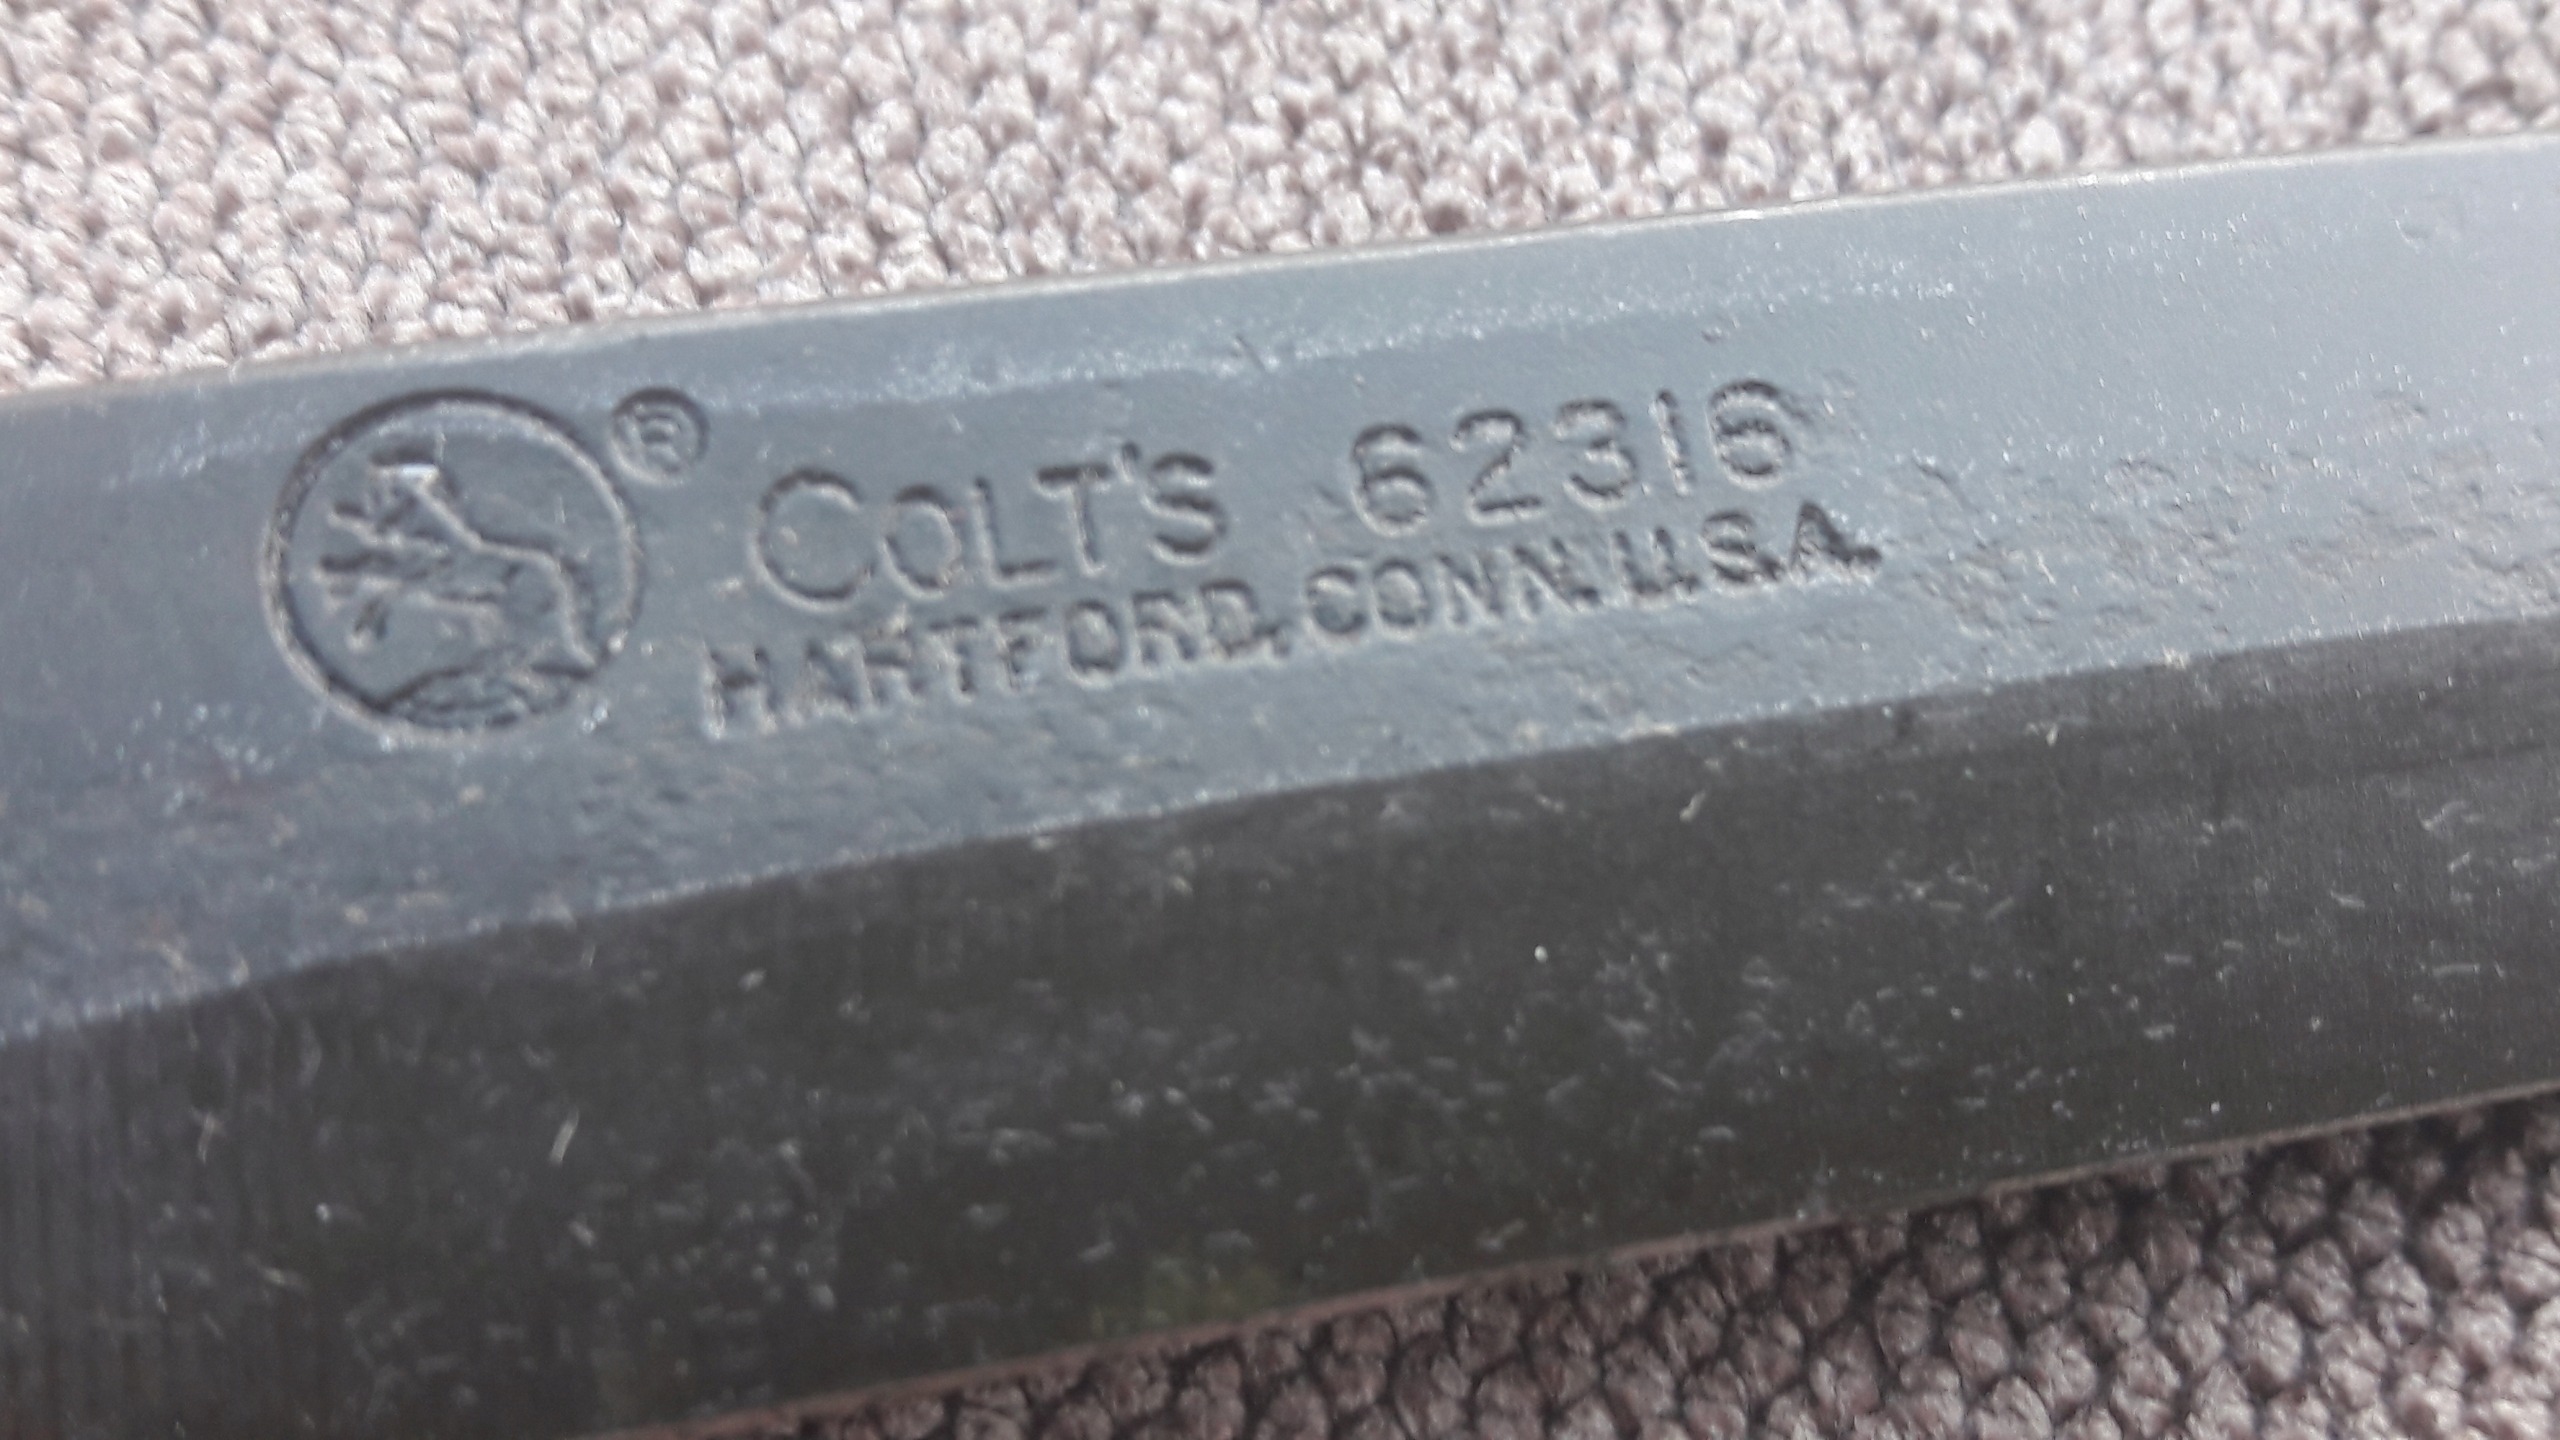 ® COLT'S 62316
HARTFORD, CONN. U.S.A.